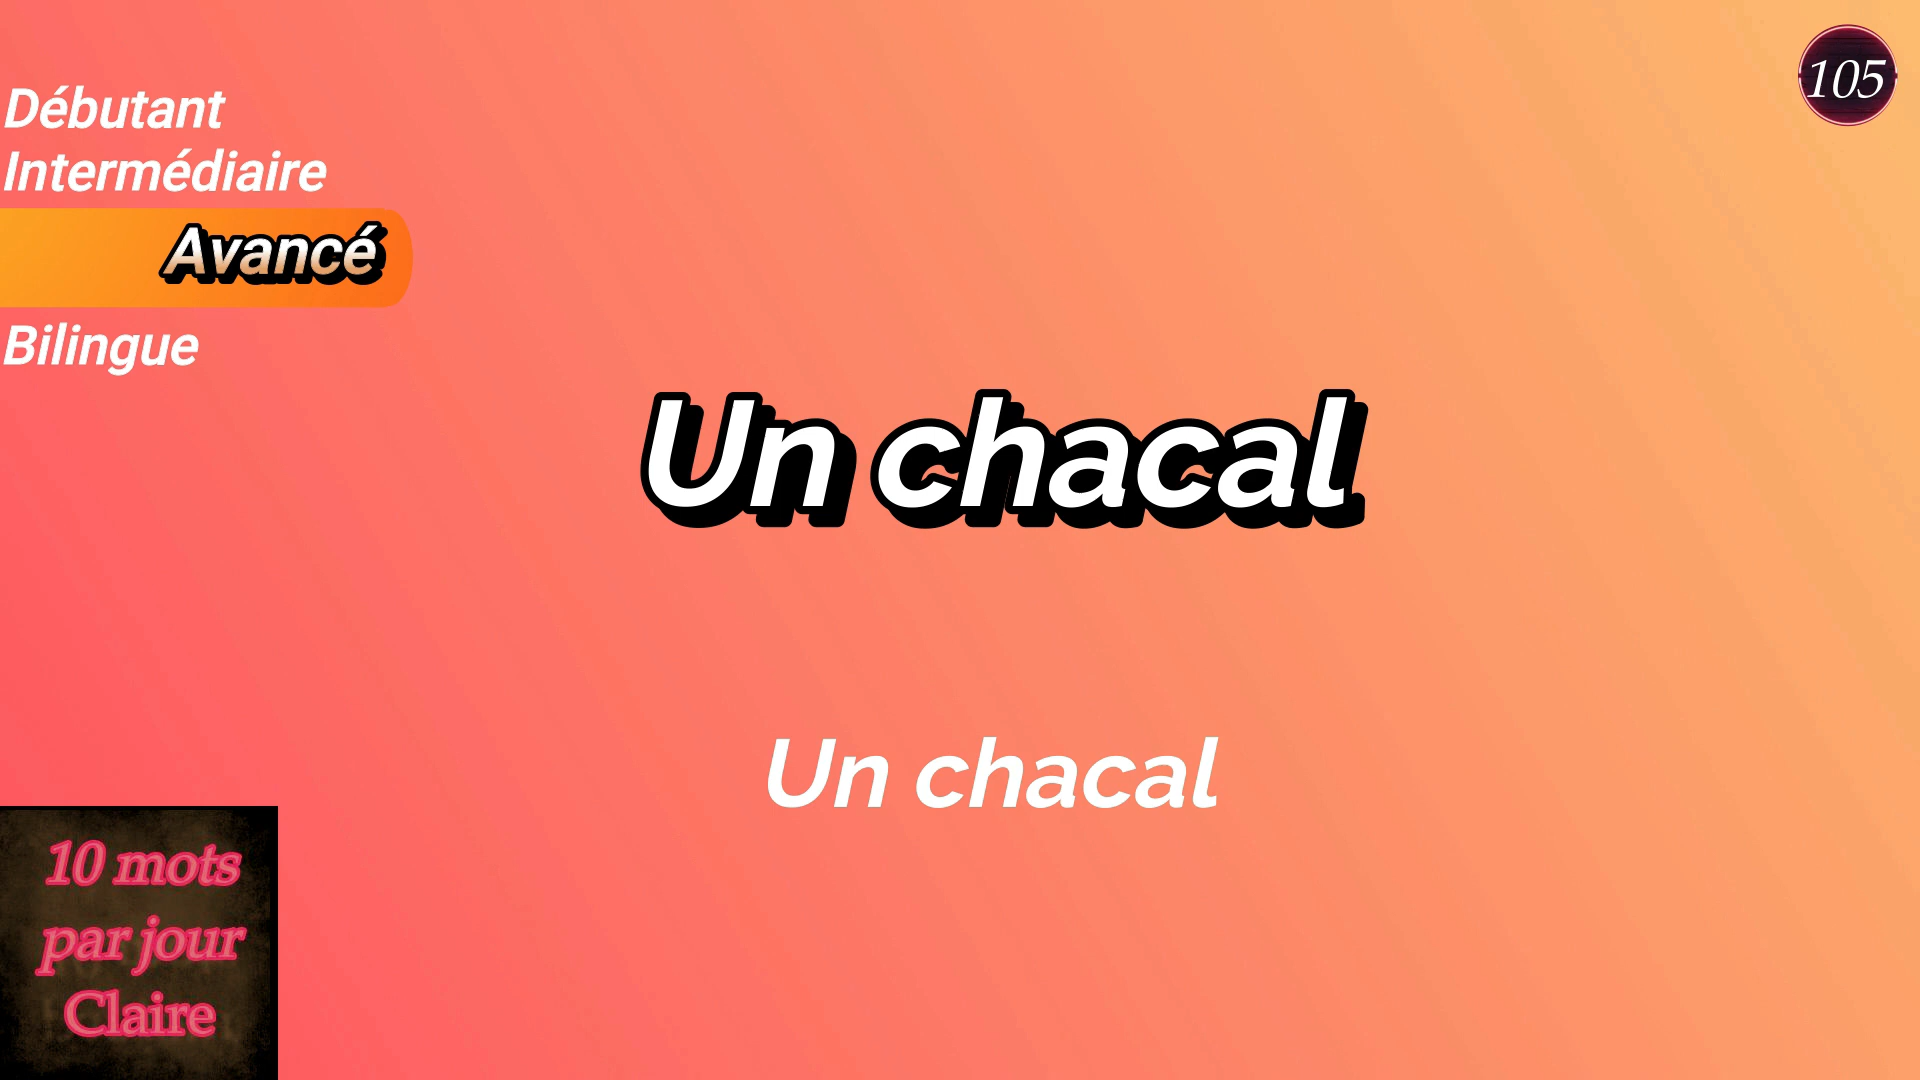 105
Débutant
Intermédiaire
Avancé
Bilingue
Un chacal
Un chacal
10 mots
par jour
Claire